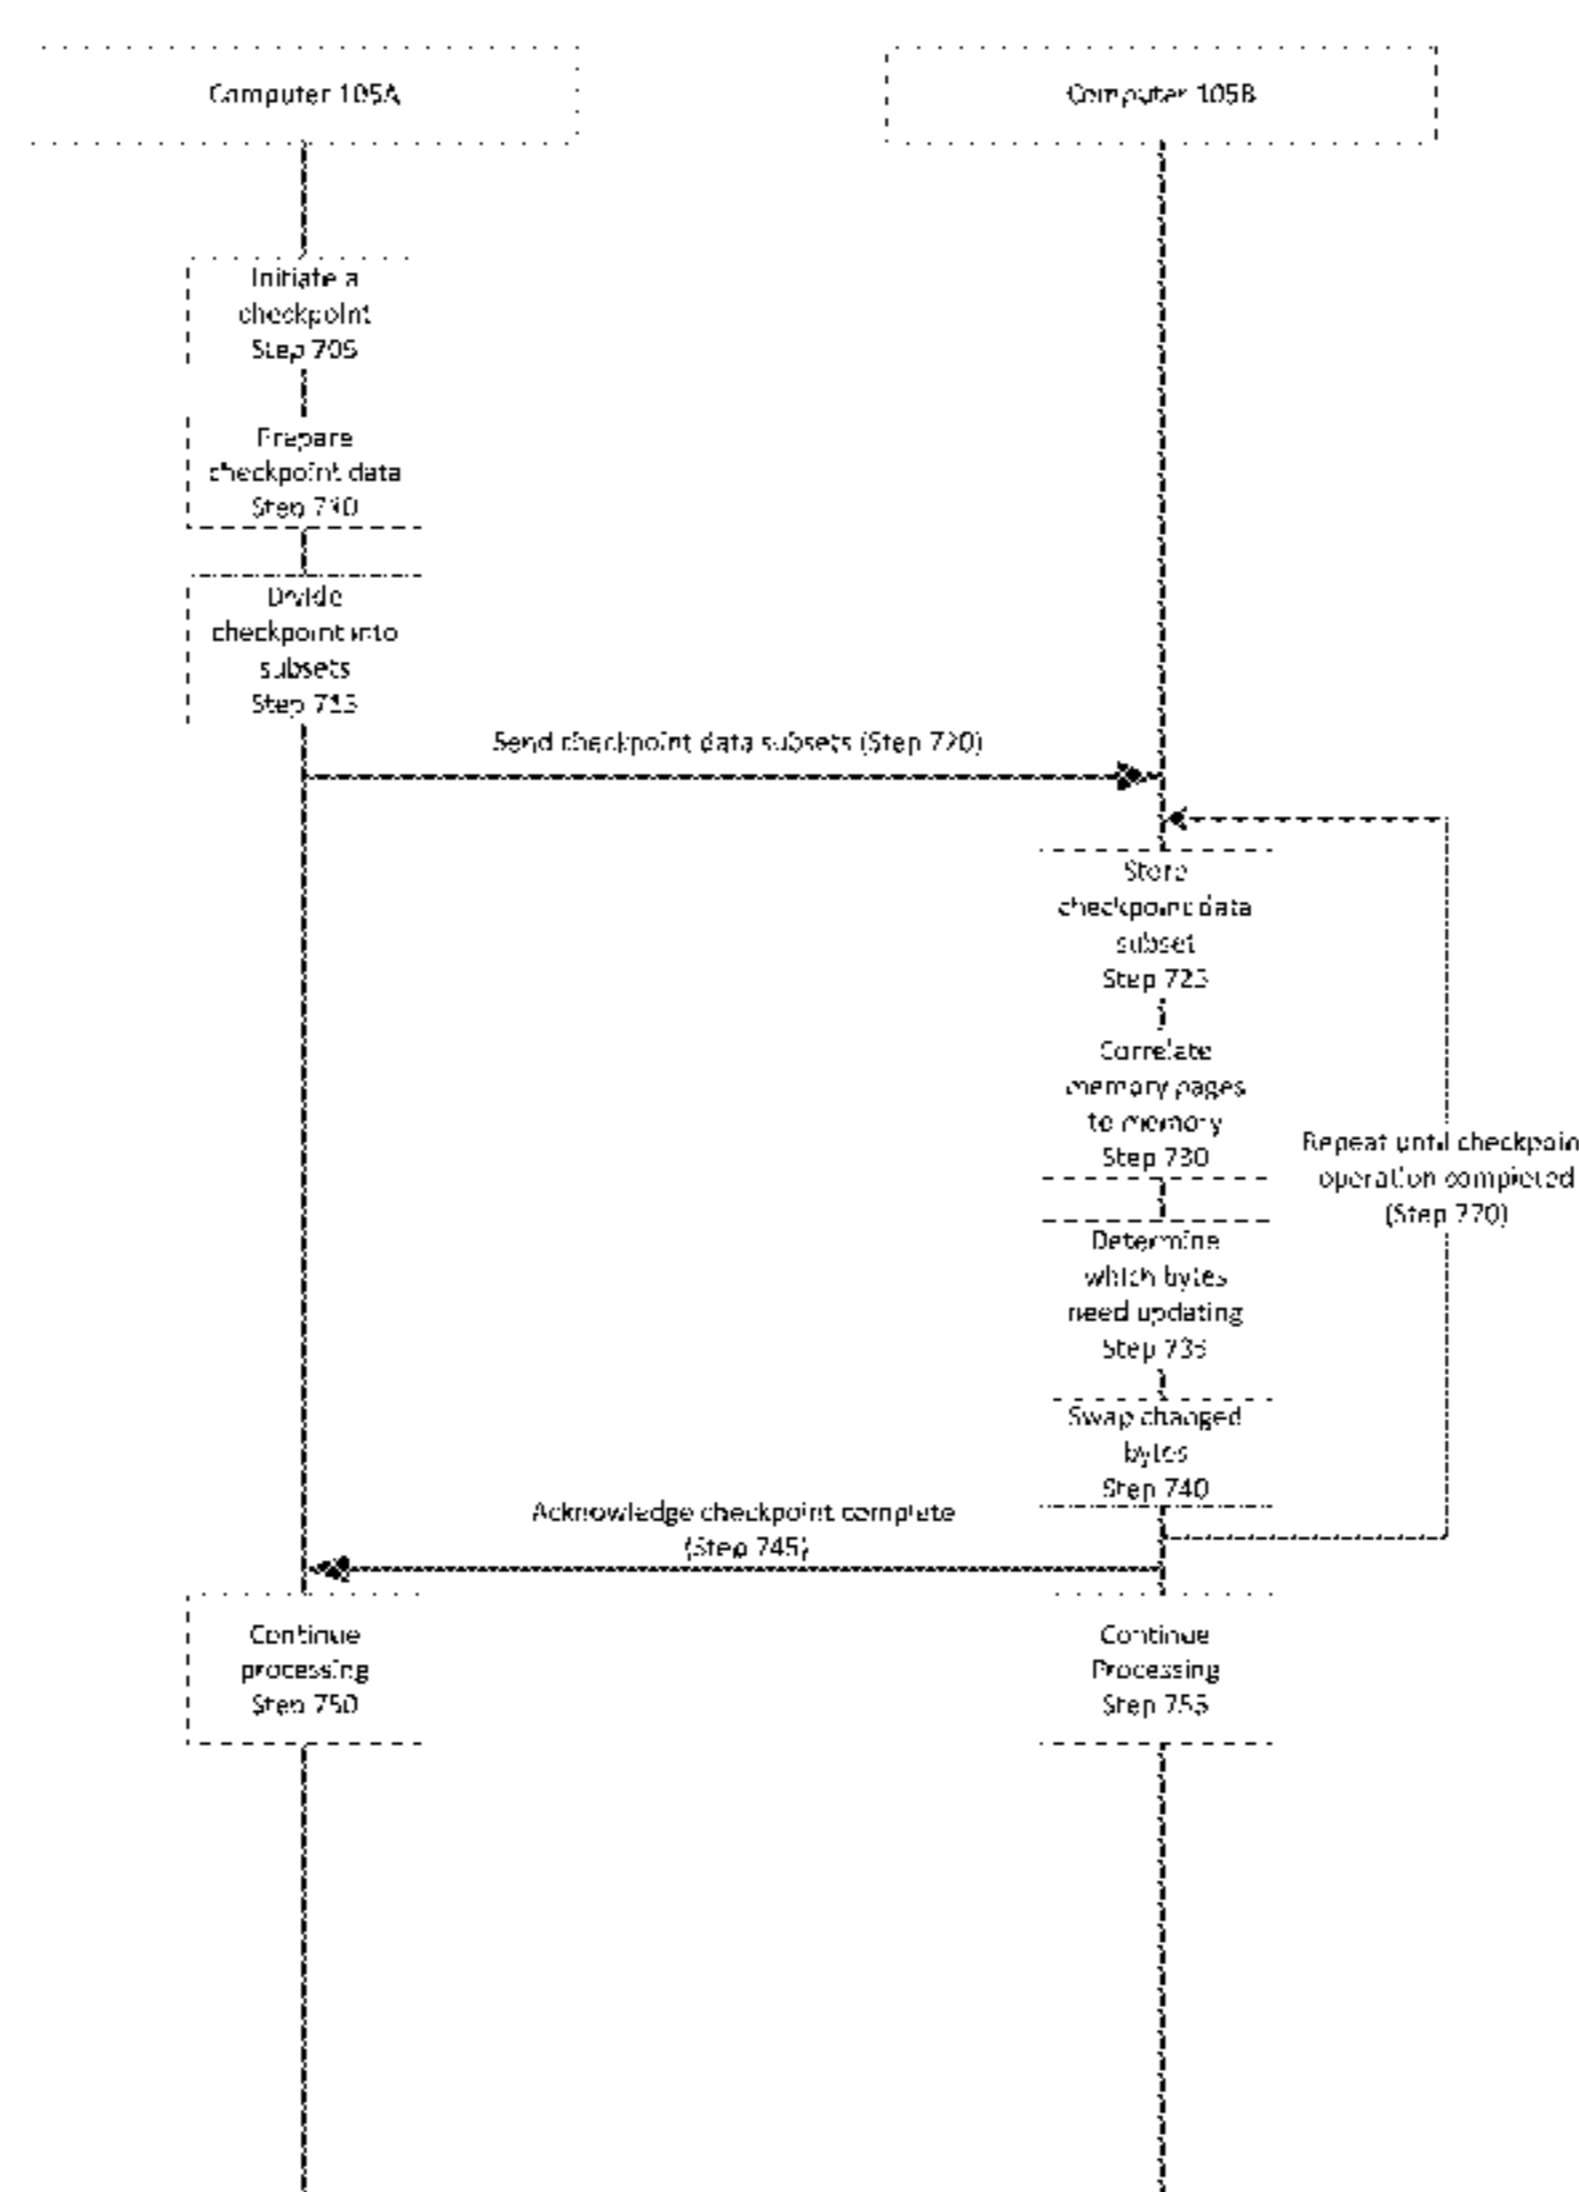 Computer 105A
Computer 105B
Initiate a
checkpoint
Step 705
Prepare
checkpoint data
Step 710
Divide
checkpoint into
subsets
Step 715
Send checkpoint data subsets (Step 720)
Store
checkpoint data
subset
Step 725
Correlate
memory pages
to memory
Step 730
Repeat until checkpoin
operation completed
(Step 770)
Determine
which bytes
need updating
Step 735
Swap changed
bytes
Step 740
Acknowledge checkpoint complete
(Step 745)
Continue
processing
Step 750
Continue
Processing
Step 755